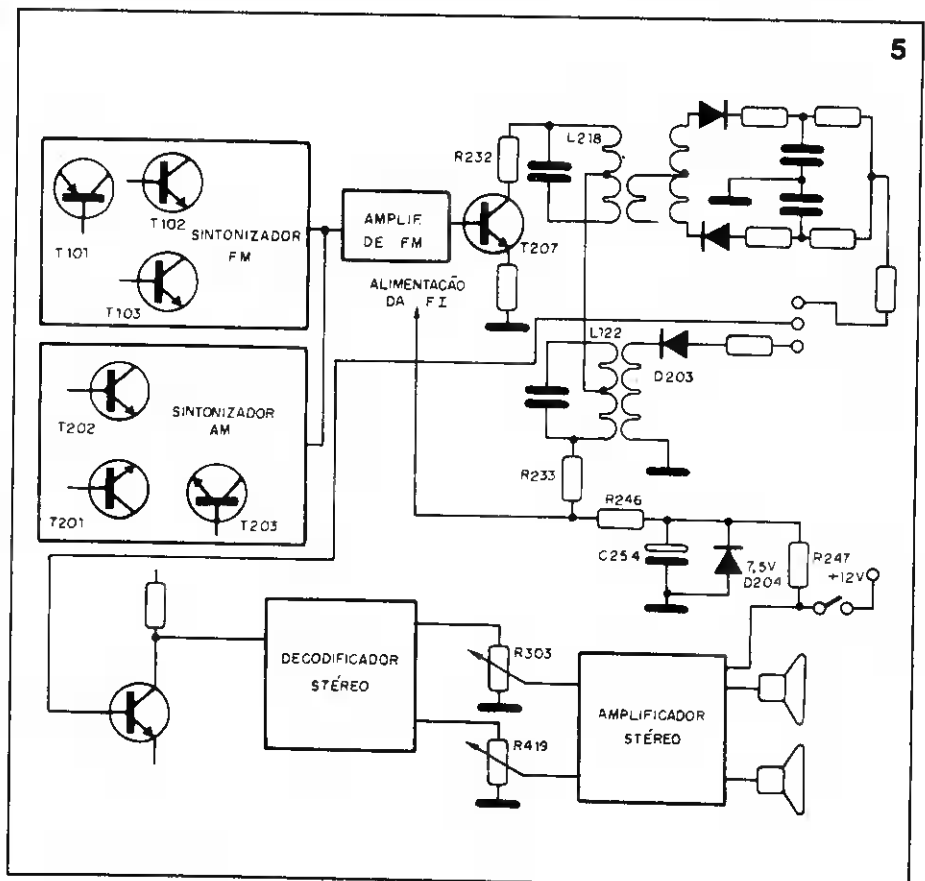 5
R232
L218
T101
T102
SINTONIZADOR
FM
T103
AMPLIF.
DE FM
T207
ALIMENTAÇÃO
DA FI
L122
D203
T202
SINTONIZADOR
AM
T201
T203
R233
R246
C254
7,5V
D204
R247
+12V
DECODIFICADOR
STÉREO
R303
R419
AMPLIFICADOR
STÉREO